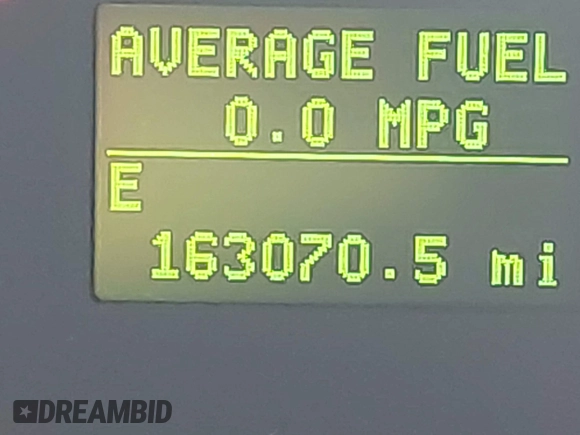 AVERAGE FUEL
0.0 MPG
E
163070.5 mi
DREAMBID